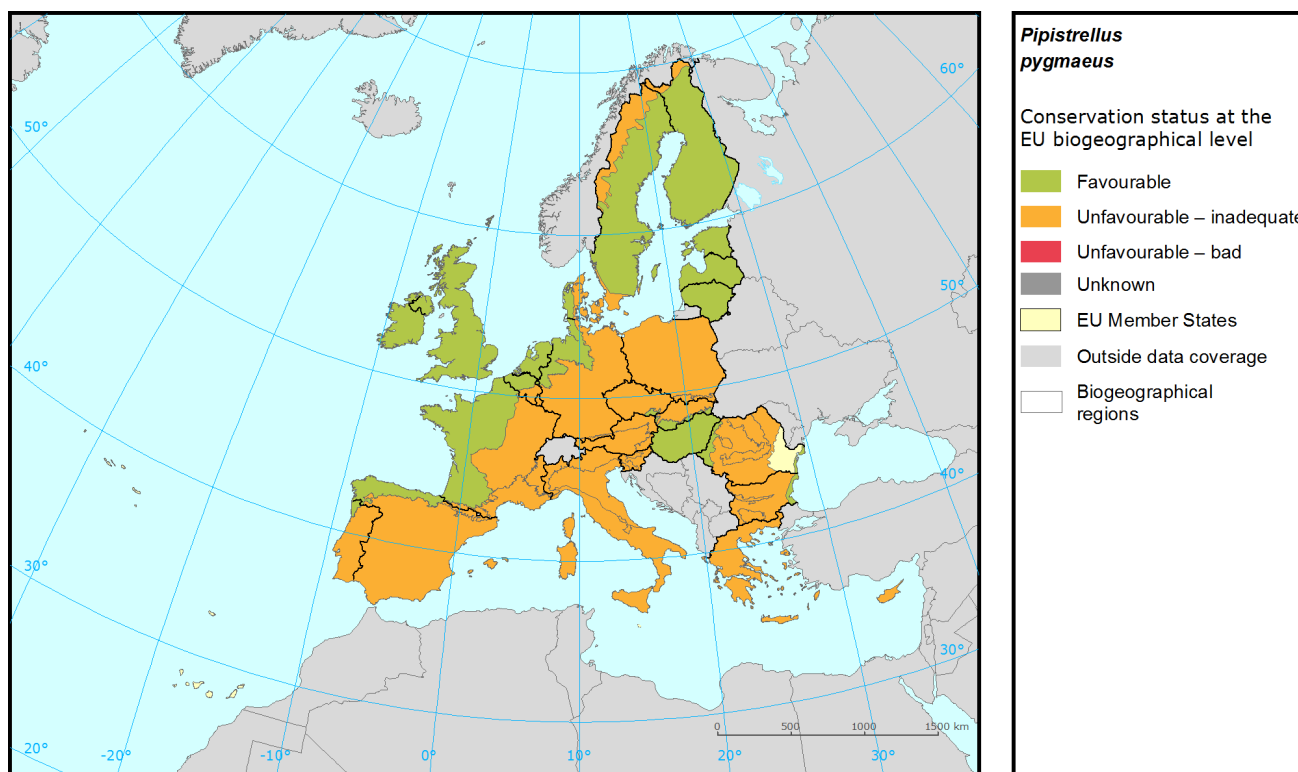 Pipistrellus
pygmaeus
Conservation status at the
EU biogeographical level
Favourable
Unfavourable – inadequate
Unfavourable – bad
Unknown
EU Member States
Outside data coverage
Biogeographical
regions
60°
50°
50°
40°
40°
30°
30°
20°
-20°
-10°
0°
10°
20°
30°
0 500 1000 1500 km